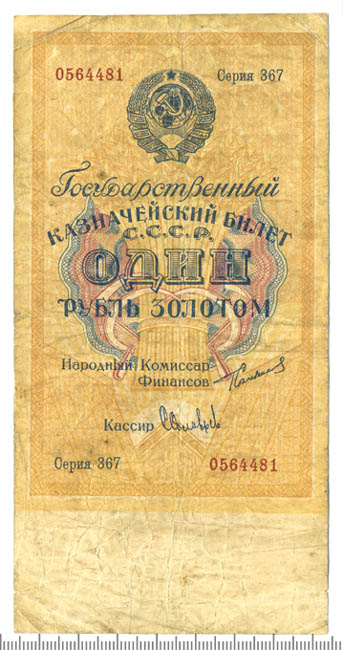 0564481 Серия 367
Государственный
КАЗНАЧЕЙСКИЙ БИЛЕТ
С.С.С.Р.
ОДИН
РУБЛЬ ЗОЛОТОМ
Народный Комиссар
Финансов
Кассир
Серия 367 0564481